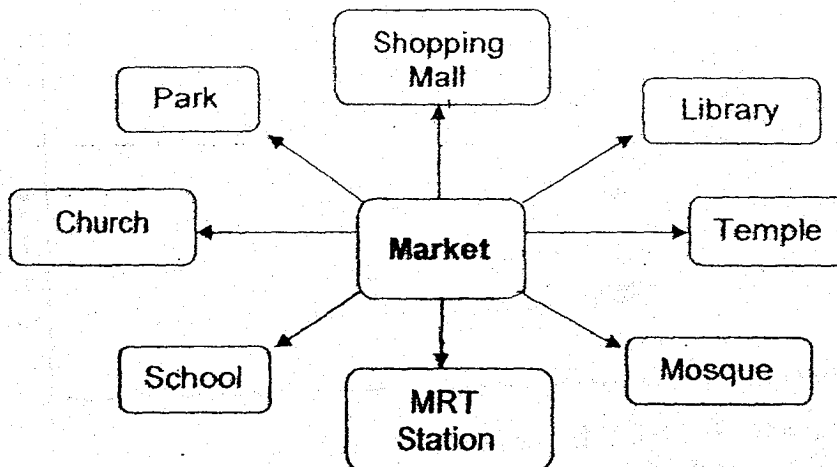 Shopping
Mall
Park
Library
Church
Market
Temple
School
MRT
Station
Mosque